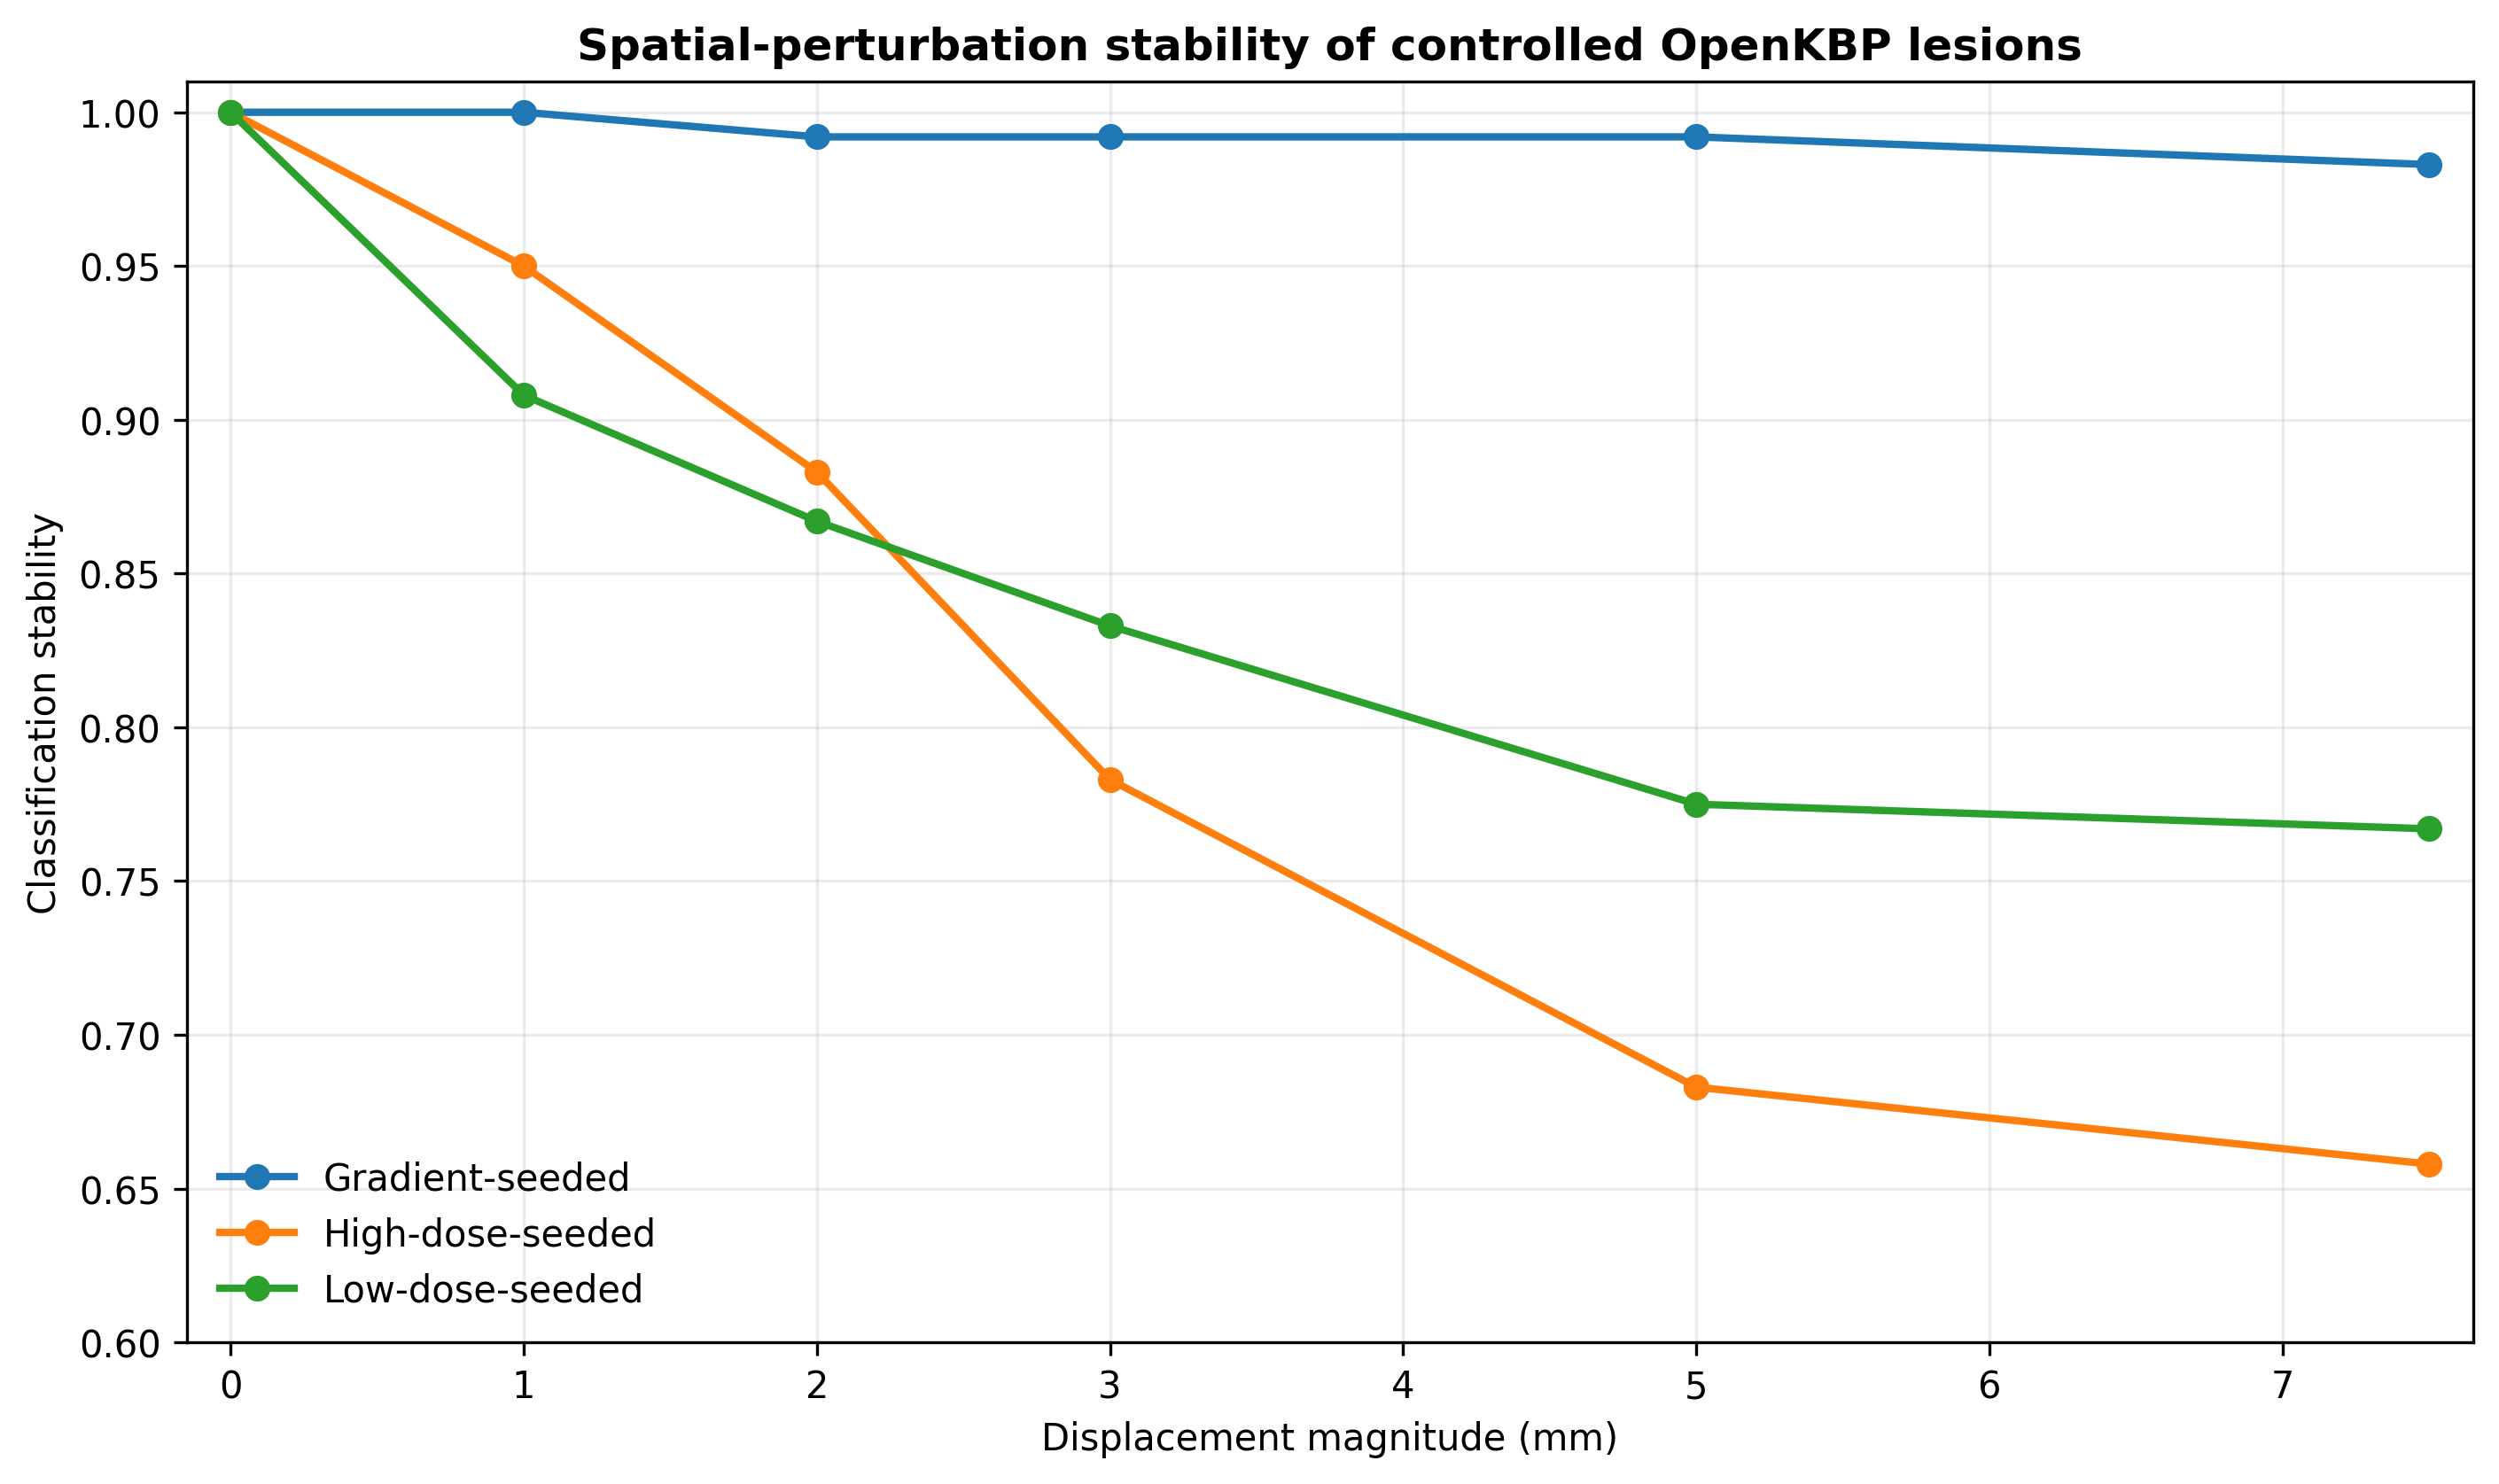 Spatial-perturbation stability of controlled OpenKBP lesions
1.00
0.95
0.90
0.85
0.80
0.75
0.70
0.65
0.60
Classification stability
Gradient-seeded
High-dose-seeded
Low-dose-seeded
0 1 2 3 4 5 6 7
Displacement magnitude (mm)